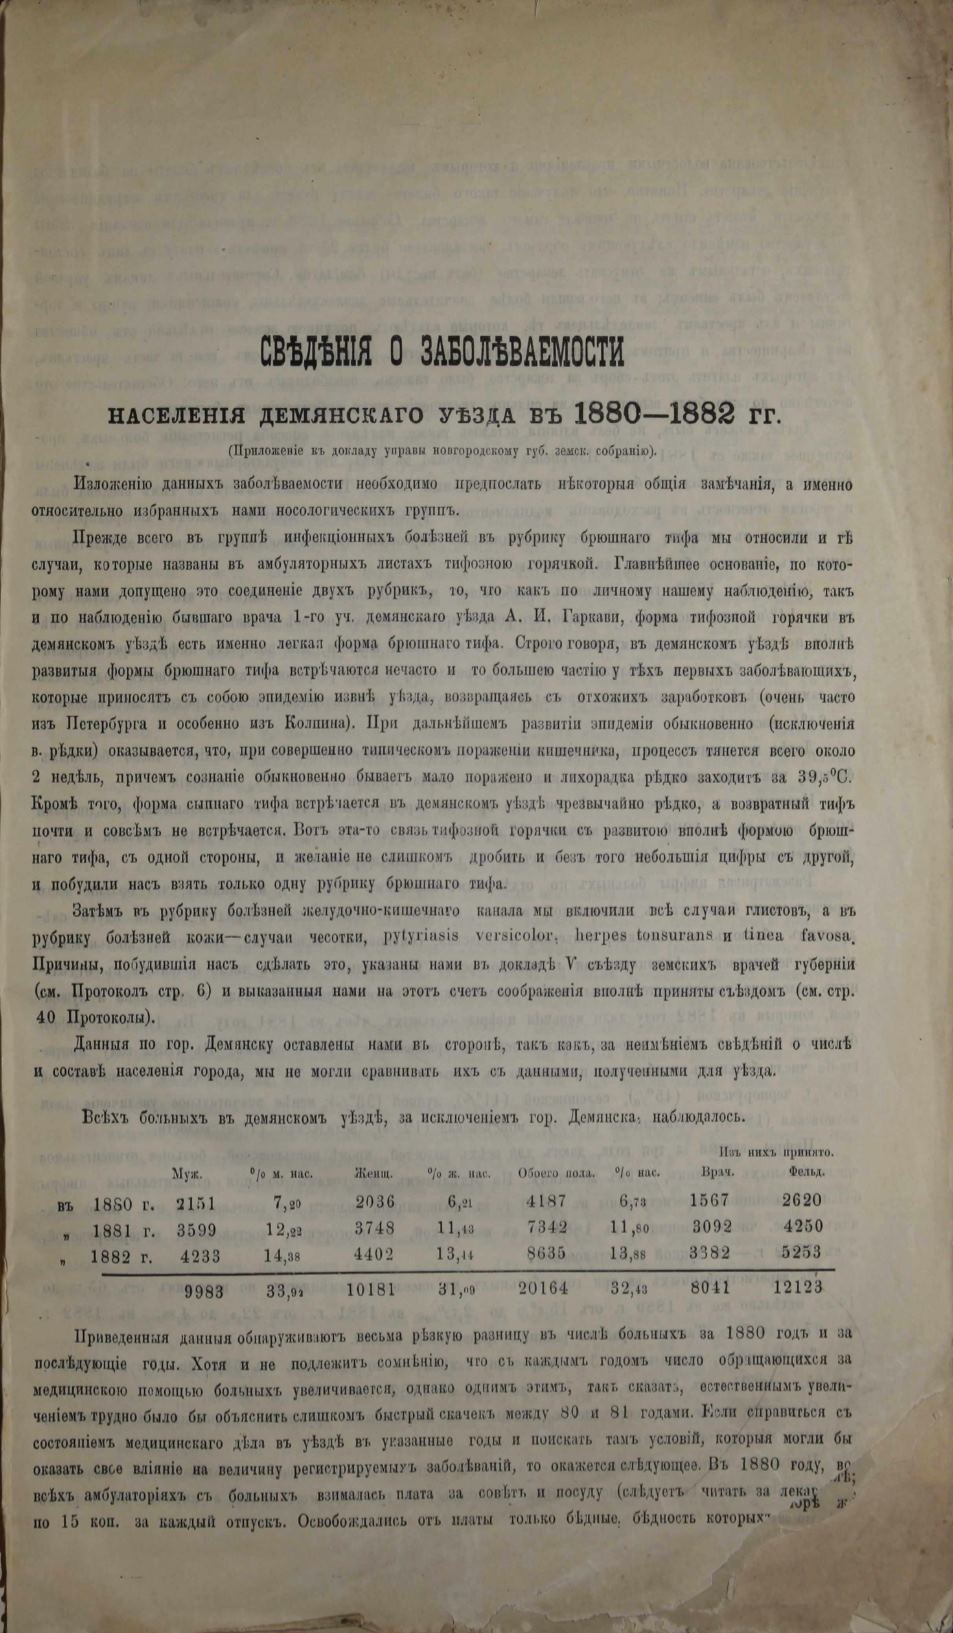 СВѢДѢНІЯ О ЗАБОЛѢВАЕМОСТИ
НАСЕЛЕНІЯ ДЕМЯНСКАГО УѢЗДА ВЪ 1880—1882 ГГ.
(Приложеніе къ докладу управы новгородскому губ. земск. собранію).
Изложенію данныхъ заболѣваемости необходимо предпослать нѣкоторыя общія замѣчанія, а именно
относительно избранныхъ нами носологическихъ группъ.
Прежде всего въ группѣ инфекціонныхъ болѣзней въ рубрику брюшнаго тифа мы относили и тѣ
случаи, которые названы въ амбуляторныхъ листахъ тифозною горячкой. Главнѣйшее основаніе, по кото-
рому нами допущено это соединеніе двухъ рубрикъ, то, что какъ по личному нашему наблюденію, такъ
и по наблюденію бывшаго врача 1-го уч. демянскаго уѣзда А. И. Гаркави, форма тифозной горячки въ
демянскомъ уѣздѣ есть именно легкая форма брюшнаго тифа. Строго говоря, въ демянскомъ уѣздѣ вполнѣ
развитыя формы брюшнаго тифа встрѣчаются нечасто и то большею частію у тѣхъ первыхъ заболѣвающихъ,
которые приносятъ съ собою эпидемію извнѣ уѣзда, возвращаясь съ отхожихъ заработковъ (очень часто
изъ Петербурга и особенно изъ Колпина). При дальнѣйшемъ развитіи эпидеміи обыкновенно (исключенія
в. рѣдки) оказывается, что, при совершенно типическомъ пораженіи кишечника, процессъ тянется всего около
2 недѣль, причемъ сознаніе обыкновенно бываетъ мало поражено и лихорадка рѣдко заходитъ за 39,5⁰С.
Кромѣ того, форма сыпнаго тифа встрѣчается въ демянскомъ уѣздѣ чрезвычайно рѣдко, а возвратный тифъ
почти и совсѣмъ не встрѣчается. Вотъ эта-то связь тифозной горячки съ развитою вполнѣ формою брюш-
наго тифа, съ одной стороны, и желаніе не слишкомъ дробить и безъ того небольшія цифры съ другой,
и побудили насъ взять только одну рубрику брюшнаго тифа.
Затѣмъ въ рубрику болѣзней желудочно-кишечнаго канала мы включили всѣ случаи глистовъ, а въ
рубрику болѣзней кожи—случаи чесотки, pytyriasis versicolor, herpes tonsurans и tinea favosa.
Причины, побудившія насъ сдѣлать это, указаны нами въ докладѣ V съѣзду земскихъ врачей губерніи
(см. Протоколъ стр. 6) и выказанныя нами на этотъ счетъ соображенія вполнѣ приняты съѣздомъ (см. стр.
40 Протоколы).
Данныя по гор. Демянску оставлены нами въ сторонѣ, такъ какъ, за неимѣніемъ свѣдѣній о числѣ
и составѣ населенія города, мы не могли сравнивать ихъ съ данными, полученными для уѣзда.
Всѣхъ больныхъ въ демянскомъ уѣздѣ, за исключеніемъ гор. Демянска, наблюдалось.
Изъ нихъ принято.
Муж. ⁰/о м. нас. Женщ. ⁰/о ж. нас. Обоего пола. ⁰/о нас. Врач. Фельд.
въ 1880 г. 2151 7,20 2036 6,21 4187 6,73 1567 2620
„ 1881 г. 3599 12,22 3748 11,43 7342 11,80 3092 4250
„ 1882 г. 4233 14,38 4402 13,44 8635 13,88 3382 5253
9983 33,92 10181 31,09 20164 32,43 8041 12123
Приведенныя данныя обнаруживаютъ весьма рѣзкую разницу въ числѣ больныхъ за 1880 годъ и за
послѣдующіе годы. Хотя и не подлежитъ сомнѣнію, что съ каждымъ годомъ число обращающихся за
медицинскою помощью больныхъ увеличивается, однако однимъ этимъ, такъ сказать, естественнымъ увели-
ченіемъ трудно было бы объяснить слишкомъ быстрый скачекъ между 80 и 81 годами. Если справиться съ
состояніемъ медицинскаго дѣла въ уѣздѣ въ указанные годы и поискать тамъ условій, которыя могли бы
оказать свое вліяніе на величину регистрируемыхъ заболѣваній, то окажется слѣдующее. Въ 1880 году,
всѣхъ амбулаторіяхъ съ больныхъ взималась плата за совѣтъ и посуду (слѣдуетъ читать за
по 15 коп. за каждый отпускъ. Освобождались отъ платы только бѣдные, бѣдность которыхъ